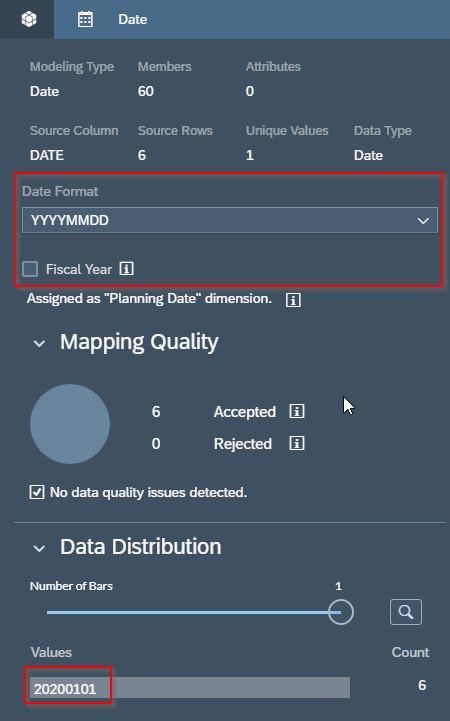 Date
Modeling Type Members Attributes
Date 60 0
Source Column Source Rows Unique Values Data Type
DATE 6 1 Date
Date Format
YYYYMMDD
Fiscal Year
Assigned as "Planning Date" dimension.
Mapping Quality
6 Accepted
0 Rejected
No data quality issues detected.
Data Distribution
Number of Bars 1
Values Count
20200101 6